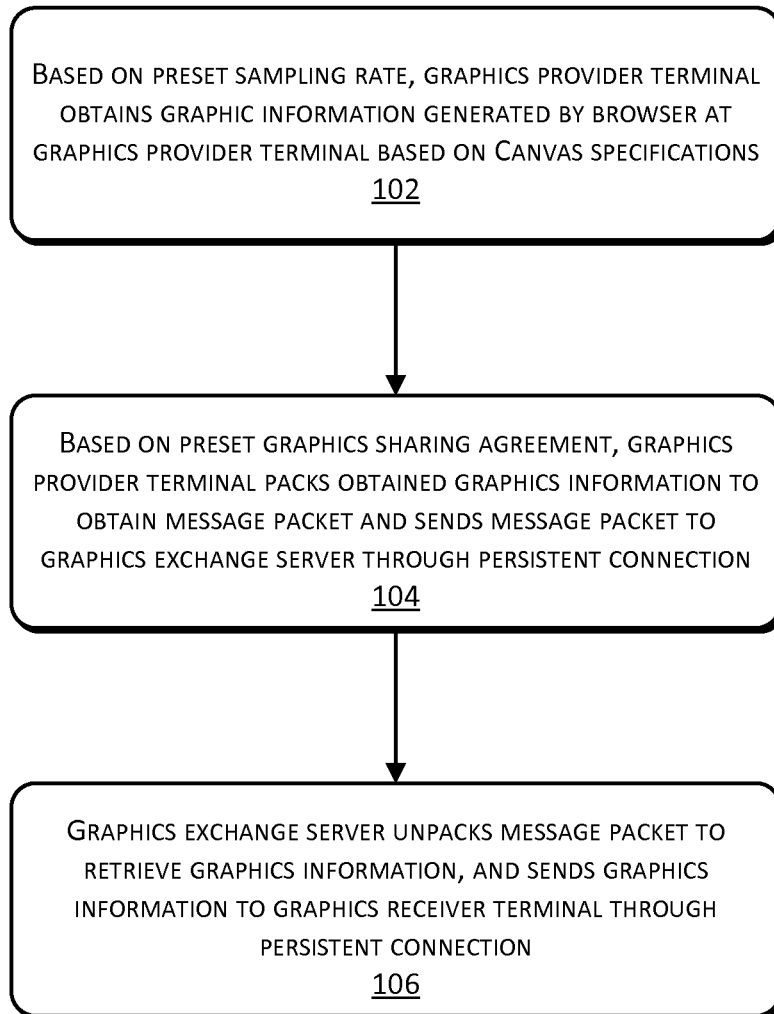 BASED ON PRESET SAMPLING RATE, GRAPHICS PROVIDER TERMINAL
OBTAINS GRAPHIC INFORMATION GENERATED BY BROWSER AT
GRAPHICS PROVIDER TERMINAL BASED ON CANVAS SPECIFICATIONS
102
BASED ON PRESET GRAPHICS SHARING AGREEMENT, GRAPHICS
PROVIDER TERMINAL PACKS OBTAINED GRAPHICS INFORMATION TO
OBTAIN MESSAGE PACKET AND SENDS MESSAGE PACKET TO
GRAPHICS EXCHANGE SERVER THROUGH PERSISTENT CONNECTION
104
GRAPHICS EXCHANGE SERVER UNPACKS MESSAGE PACKET TO
RETRIEVE GRAPHICS INFORMATION, AND SENDS GRAPHICS
INFORMATION TO GRAPHICS RECEIVER TERMINAL THROUGH
PERSISTENT CONNECTION
106